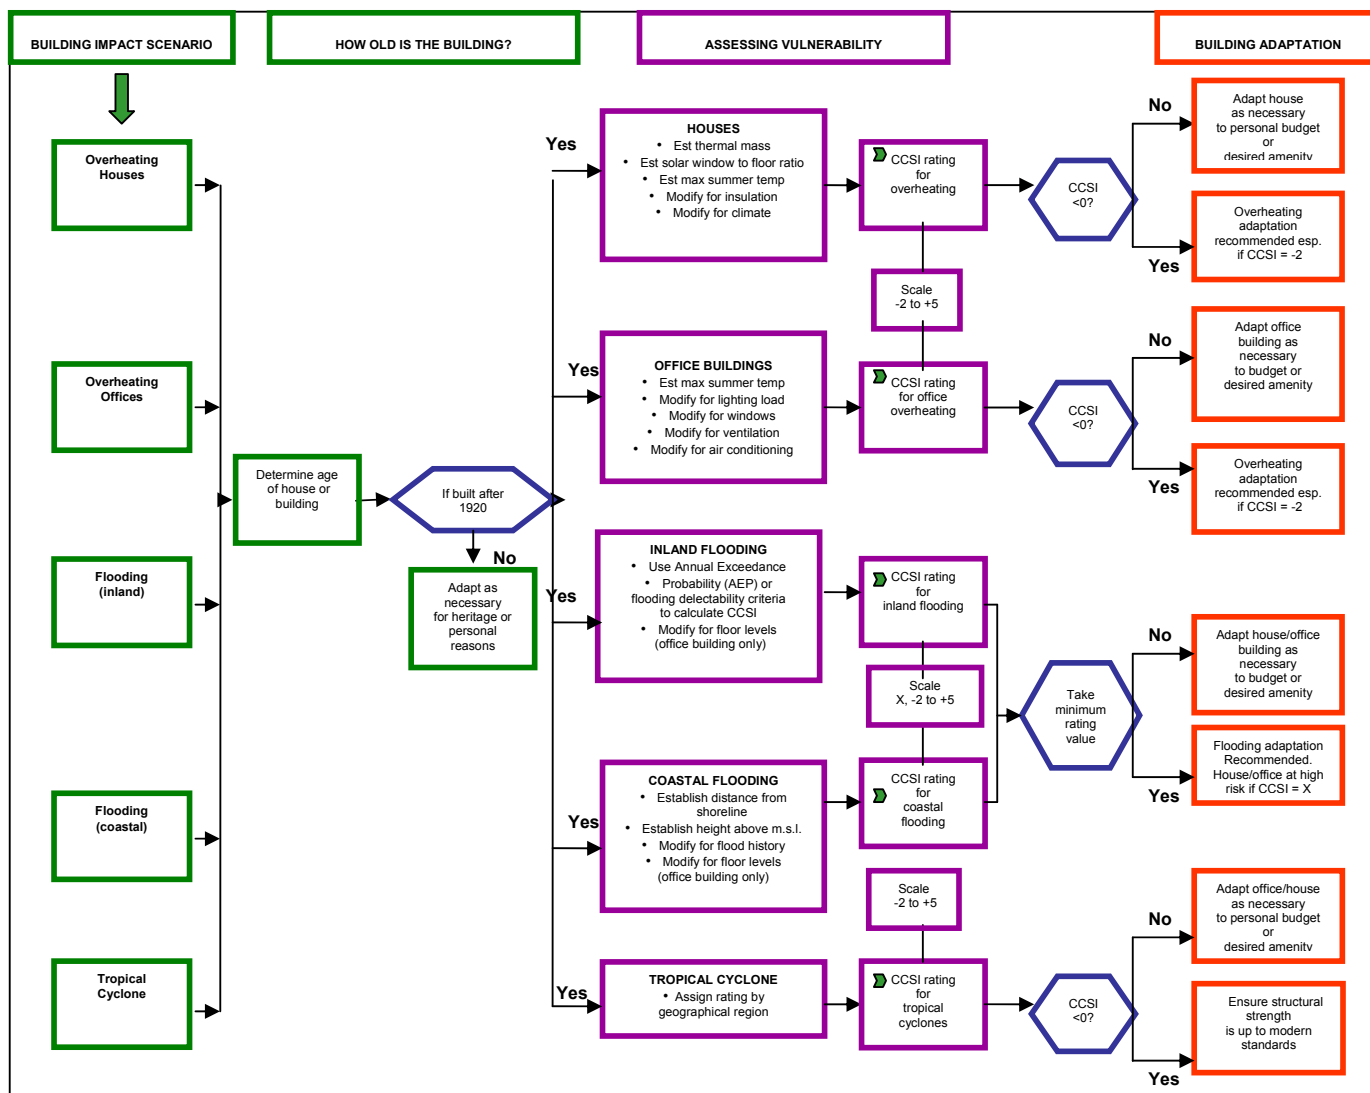 BUILDING IMPACT SCENARIO
HOW OLD IS THE BUILDING?
ASSESSING VULNERABILITY
BUILDING ADAPTATION
Overheating
Houses
Overheating
Offices
Flooding
(inland)
Flooding
(coastal)
Tropical
Cyclone
Determine age
of house or
building
If built after
1920
No
Adapt as
necessary
for heritage or
personal
reasons
Yes
HOUSES
• Est thermal mass
• Est solar window to floor ratio
• Est max summer temp
• Modify for insulation
• Modify for climate
CCSI rating
for
overheating
CCSI
<0?
No
Adapt house
as necessary
to personal budget
or
desired amenity
Yes
Overheating
adaptation
recommended esp.
if CCSI = -2
Scale
-2 to +5
Yes
OFFICE BUILDINGS
• Est max summer temp
• Modify for lighting load
• Modify for windows
• Modify for ventilation
• Modify for air conditioning
CCSI rating
for office
overheating
CCSI
<0?
No
Adapt office
building as
necessary
to budget or
desired amenity
Yes
Overheating
adaptation
recommended esp.
if CCSI = -2
Yes
INLAND FLOODING
• Use Annual Exceedance
• Probability (AEP) or
flooding delectability criteria
to calculate CCSI
• Modify for floor levels
(office building only)
CCSI rating
for
inland flooding
Scale
X, -2 to +5
Take
minimum
rating
value
No
Adapt house/office
building as
necessary
to budget or
desired amenity
Yes
Flooding adaptation
Recommended.
House/office at high
risk if CCSI = X
Yes
COASTAL FLOODING
• Establish distance from
shoreline
• Establish height above m.s.l.
• Modify for flood history
• Modify for floor levels
(office building only)
CCSI rating
for
coastal
flooding
Scale
-2 to +5
Yes
TROPICAL CYCLONE
• Assign rating by
geographical region
CCSI rating
for
tropical
cyclones
CCSI
<0?
No
Adapt office/house
as necessary
to personal budget
or
desired amenity
Yes
Ensure structural
strength
is up to modern
standards